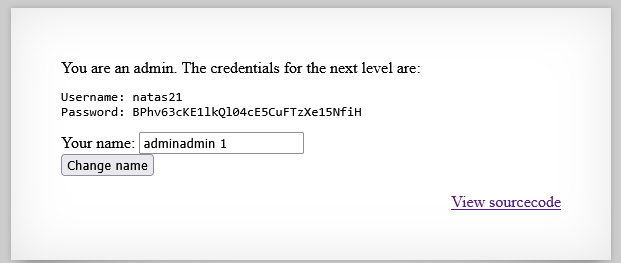 You are an admin. The credentials for the next level are:
Username: natas21
Password: BPhv63cKE1lkQl04cE5CuFTzXe15NfiH
Your name: adminadmin 1
Change name
View sourcecode